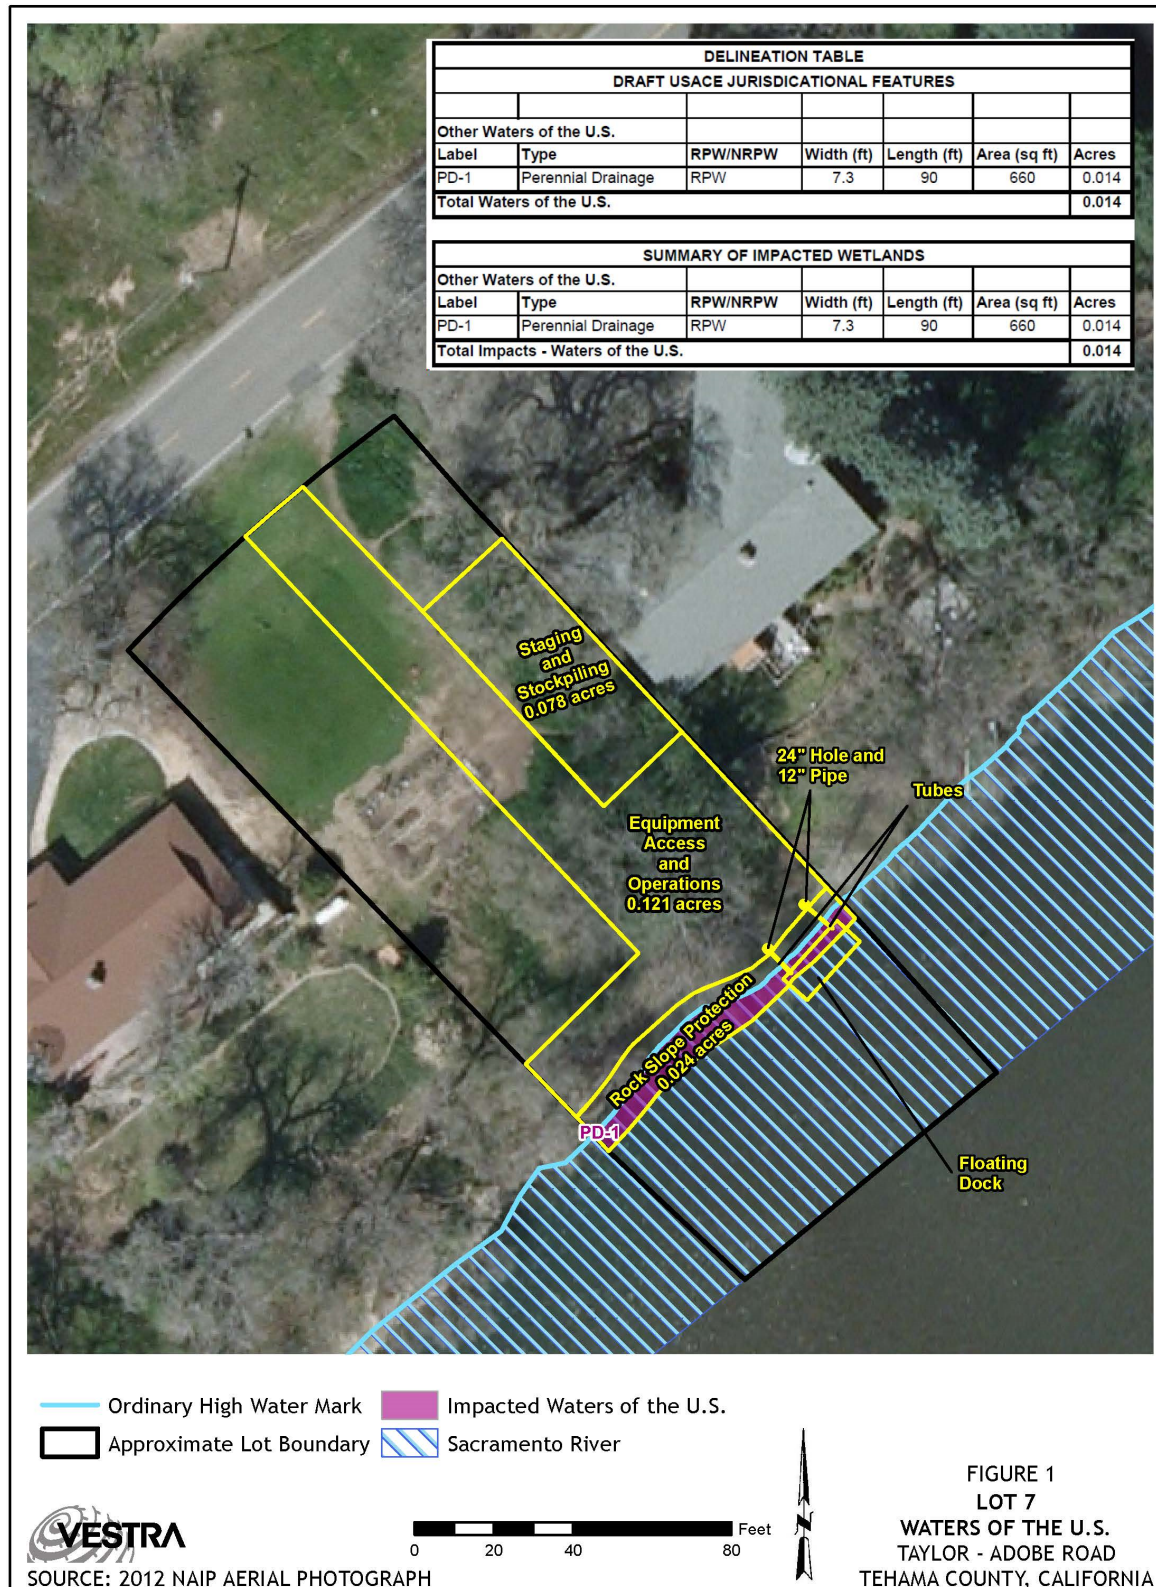 DELINEATION TABLE
DRAFT USACE JURISDICATIONAL FEATURES
Other Waters of the U.S.
Label Type RPW/NRPW Width (ft) Length (ft) Area (sq ft) Acres
PD-1 Perennial Drainage RPW 7.3 90 660 0.014
Total Waters of the U.S. 0.014
SUMMARY OF IMPACTED WETLANDS
Other Waters of the U.S.
Label Type RPW/NRPW Width (ft) Length (ft) Area (sq ft) Acres
PD-1 Perennial Drainage RPW 7.3 90 660 0.014
Total Impacts - Waters of the U.S. 0.014
Staging
and
Stockpiling
0.078 acres
24" Hole and
12" Pipe
Tubes
Equipment
Access
and
Operations
0.121 acres
Rock Slope Protection
0.024 acres
PD-1
Floating
Dock
Ordinary High Water Mark
Impacted Waters of the U.S.
Approximate Lot Boundary
Sacramento River
VESTRA
0 20 40 80 Feet
N
SOURCE: 2012 NAIP AERIAL PHOTOGRAPH
FIGURE 1
LOT 7
WATERS OF THE U.S.
TAYLOR - ADOBE ROAD
TEHAMA COUNTY, CALIFORNIA